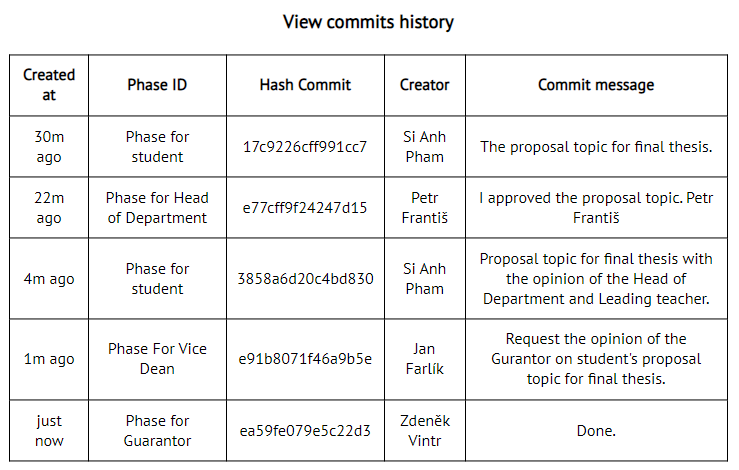 View commits history
Created at Phase ID Hash Commit Creator Commit message
30m ago Phase for student 17c9226cff991cc7 Si Anh Pham The proposal topic for final thesis.
22m ago Phase for Head of Department e77cff9f24247d15 Petr Františ I approved the proposal topic. Petr Františ
4m ago Phase for student 3858a6d20c4bd830 Si Anh Pham Proposal topic for final thesis with the opinion of the Head of Department and Leading teacher.
1m ago Phase For Vice Dean e91b8071f46a9b5e Jan Farlík Request the opinion of the Gurantor on student's proposal topic for final thesis.
just now Phase for Guarantor ea59fe079e5c22d3 Zdeněk Vintr Done.